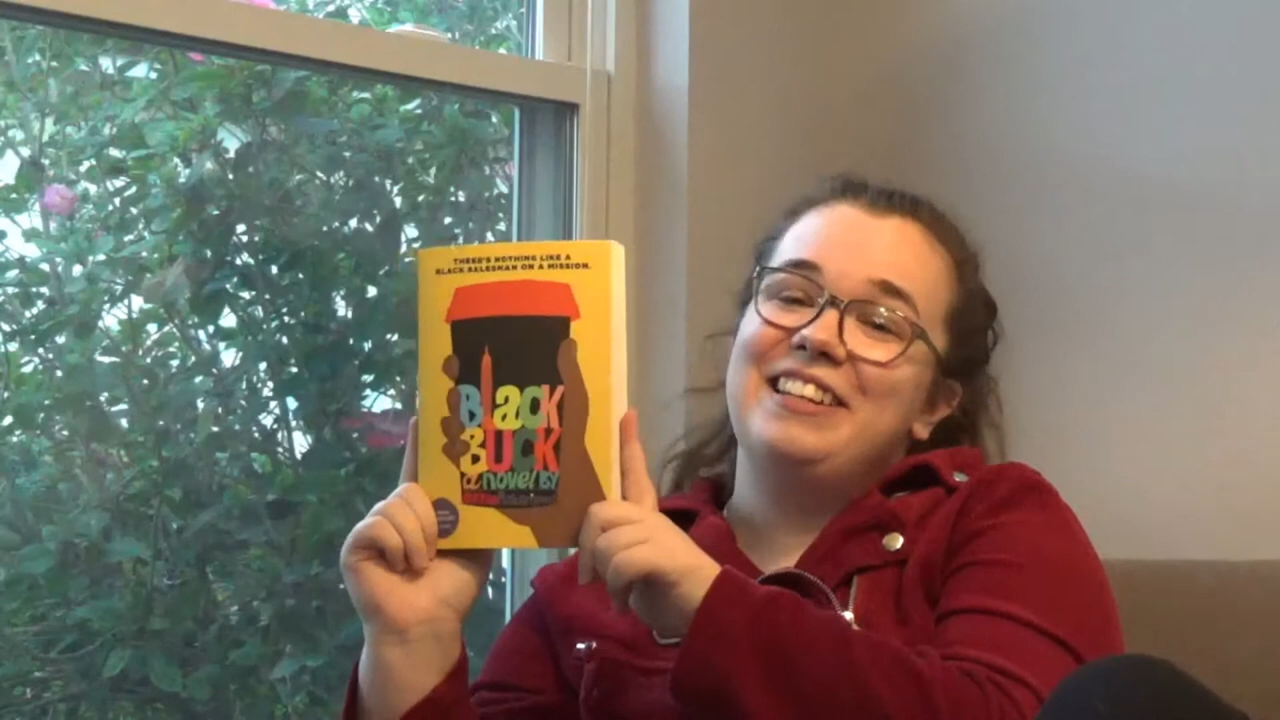 THERE'S NOTHING LIKE A
BLACK SALESMAN ON A MISSION.
BLACK
BUCK
a novel BY